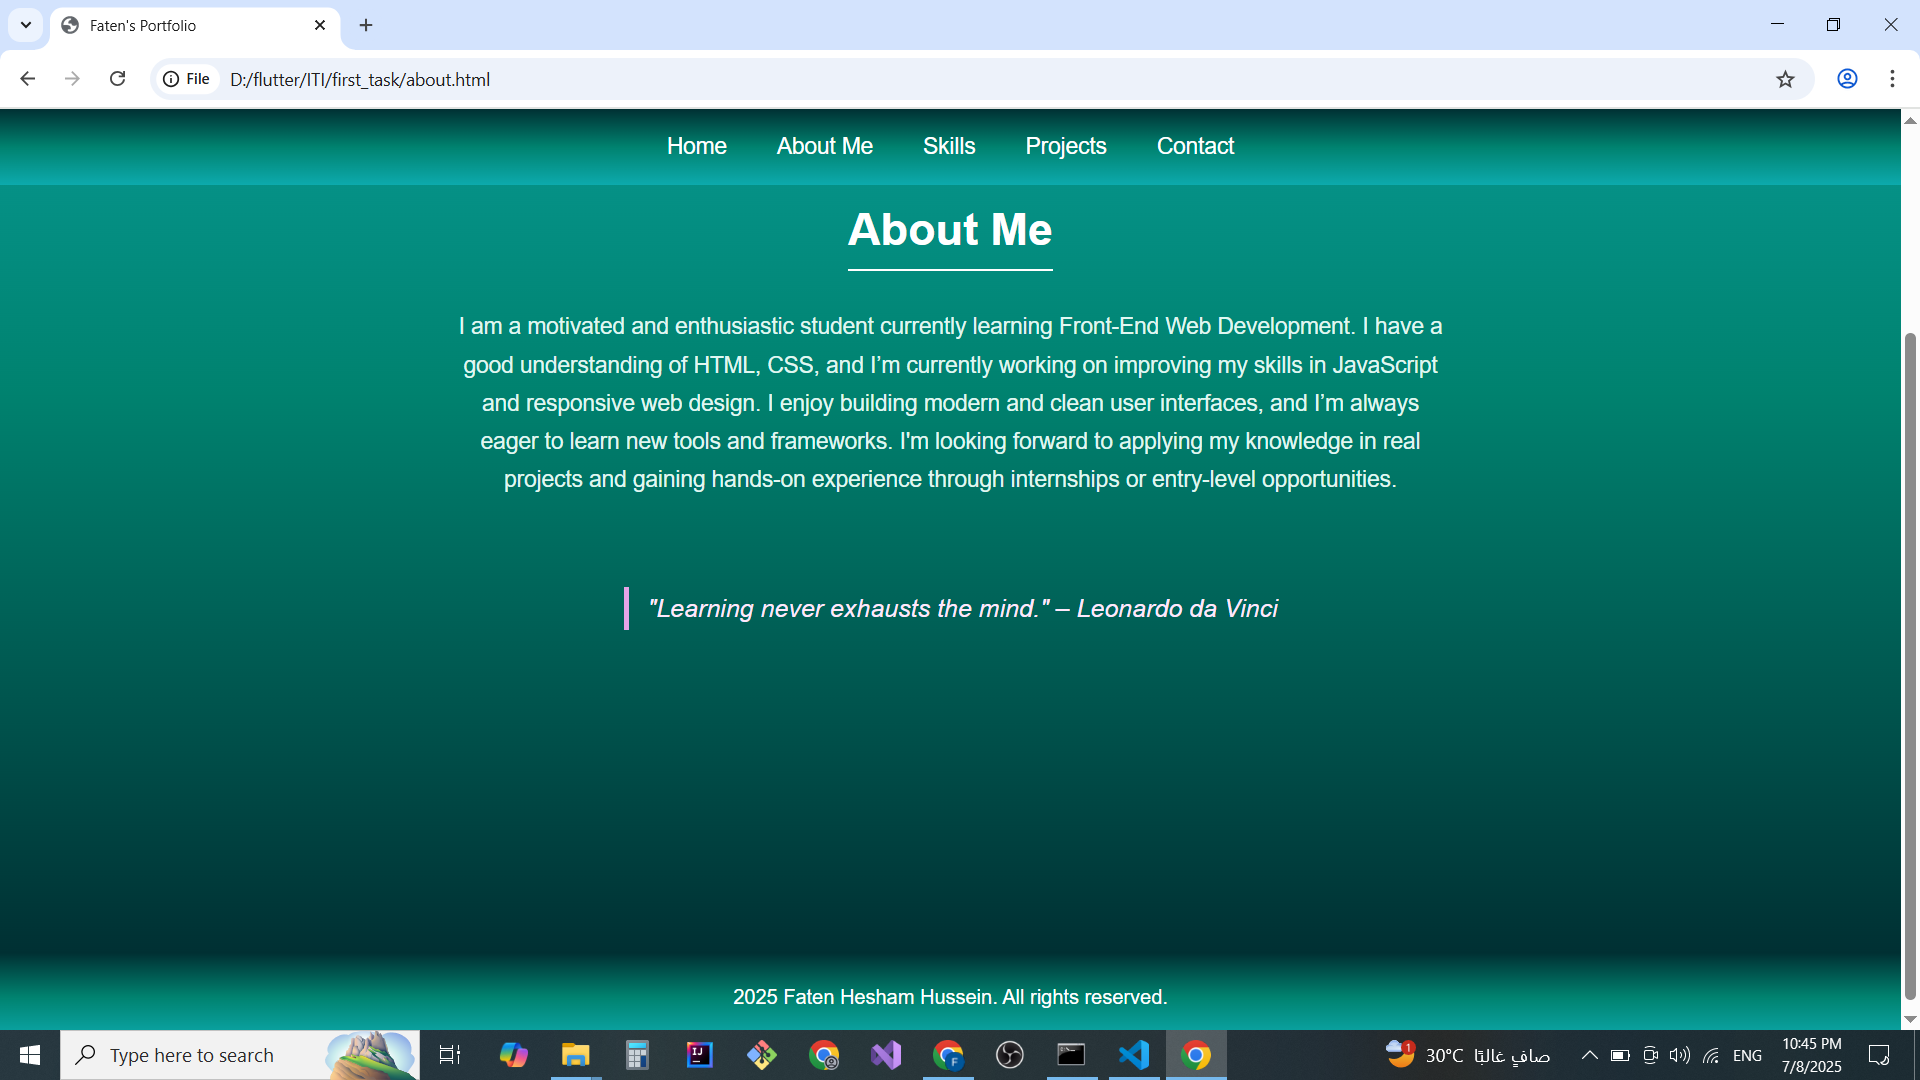 Faten's Portfolio
File D:/flutter/ITI/first_task/about.html
Home About Me Skills Projects Contact
About Me
I am a motivated and enthusiastic student currently learning Front-End Web Development. I have a
good understanding of HTML, CSS, and I’m currently working on improving my skills in JavaScript
and responsive web design. I enjoy building modern and clean user interfaces, and I’m always
eager to learn new tools and frameworks. I'm looking forward to applying my knowledge in real
projects and gaining hands-on experience through internships or entry-level opportunities.
"Learning never exhausts the mind." – Leonardo da Vinci
2025 Faten Hesham Hussein. All rights reserved.
Type here to search
IJ
F
1
30°C صافٍ غالبًا
ENG
10:45 PM
7/8/2025